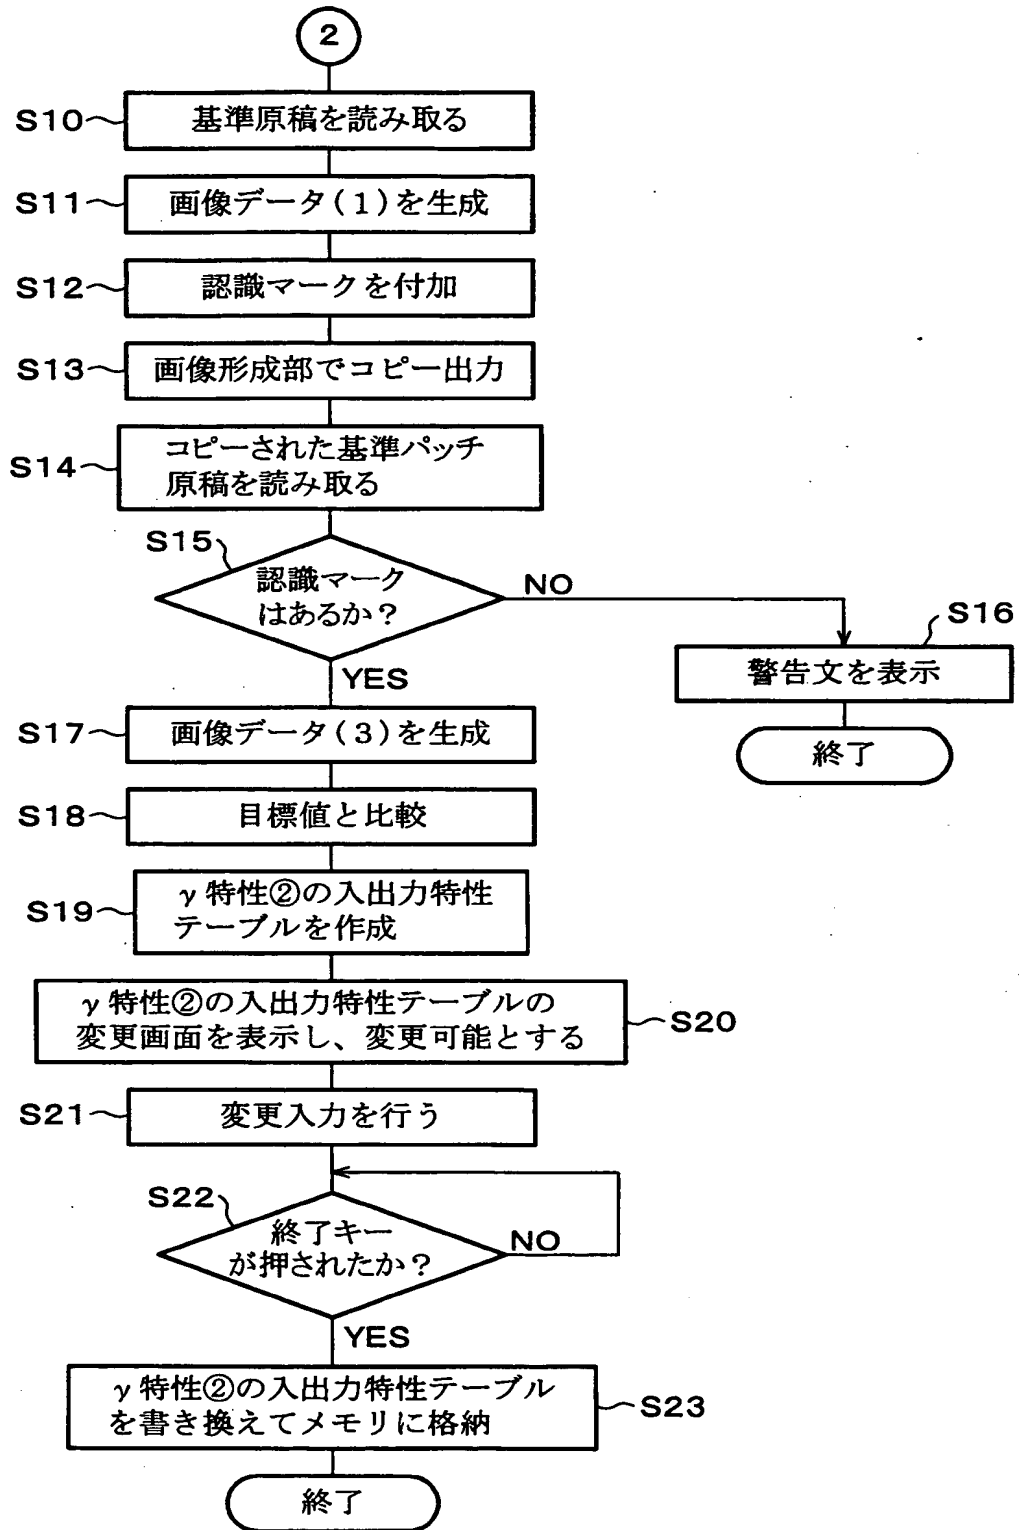 2
S10
基準原稿を読み取る
S11
画像データ(1)を生成
S12
認識マークを付加
S13
画像形成部でコピー出力
S14
コピーされた基準パッチ
原稿を読み取る
S15
認識マーク
はあるか?
NO
S16
警告文を表示
終了
YES
S17
画像データ(3)を生成
S18
目標値と比較
S19
γ特性②の入出力特性
テーブルを作成
γ特性②の入出力特性テーブルの
変更画面を表示し、変更可能とする
S20
S21
変更入力を行う
S22
終了キー
が押されたか?
NO
YES
γ特性②の入出力特性テーブル
を書き換えてメモリに格納
S23
終了